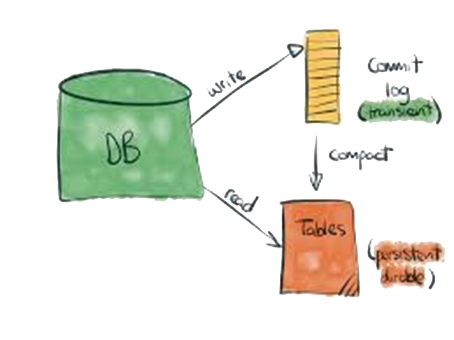 DB
write
Commit
log
(transient)
compact
read
Tables
(persistent
durable)